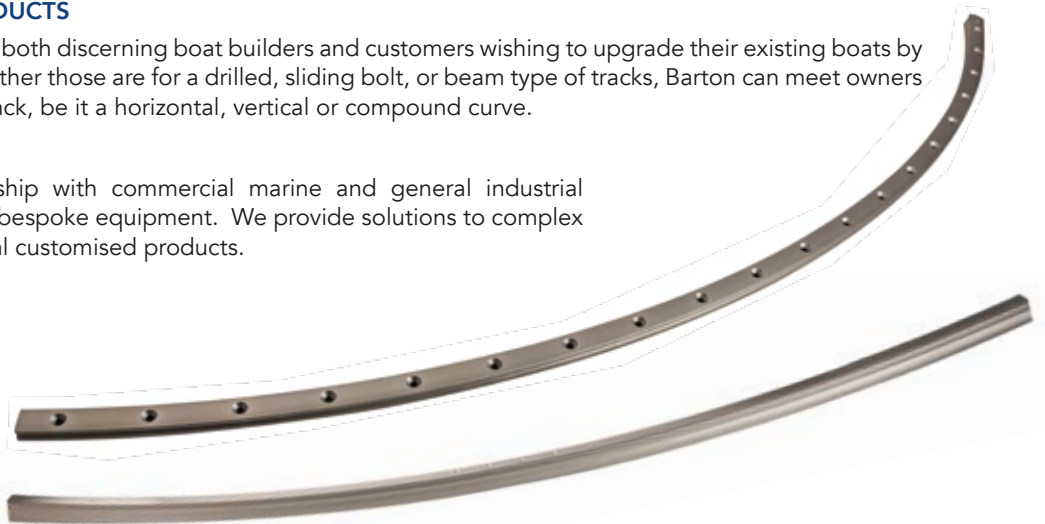 DUCTS
both discerning boat builders and customers wishing to upgrade their existing boats by
ther those are for a drilled, sliding bolt, or beam type of tracks, Barton can meet owners
ack, be it a horizontal, vertical or compound curve.
ship with commercial marine and general industrial
bespoke equipment. We provide solutions to complex
l customised products.